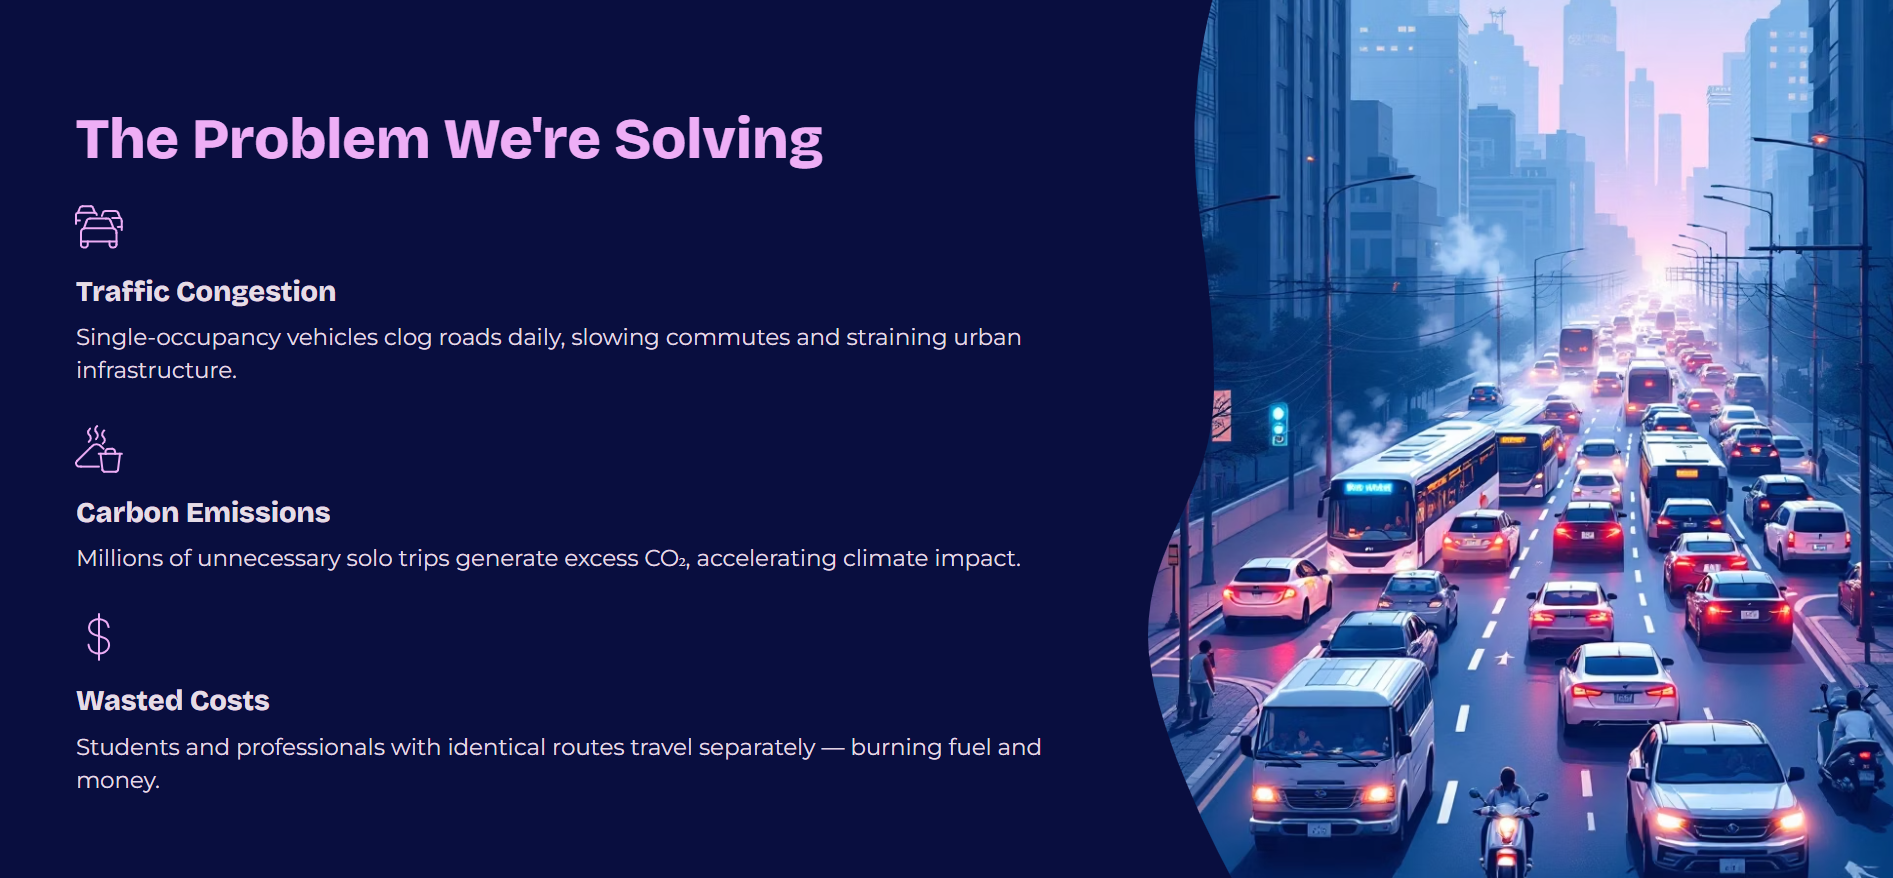 The Problem We're Solving
Traffic Congestion
Single-occupancy vehicles clog roads daily, slowing commutes and straining urban
infrastructure.
Carbon Emissions
Millions of unnecessary solo trips generate excess CO₂, accelerating climate impact.
Wasted Costs
Students and professionals with identical routes travel separately — burning fuel and
money.